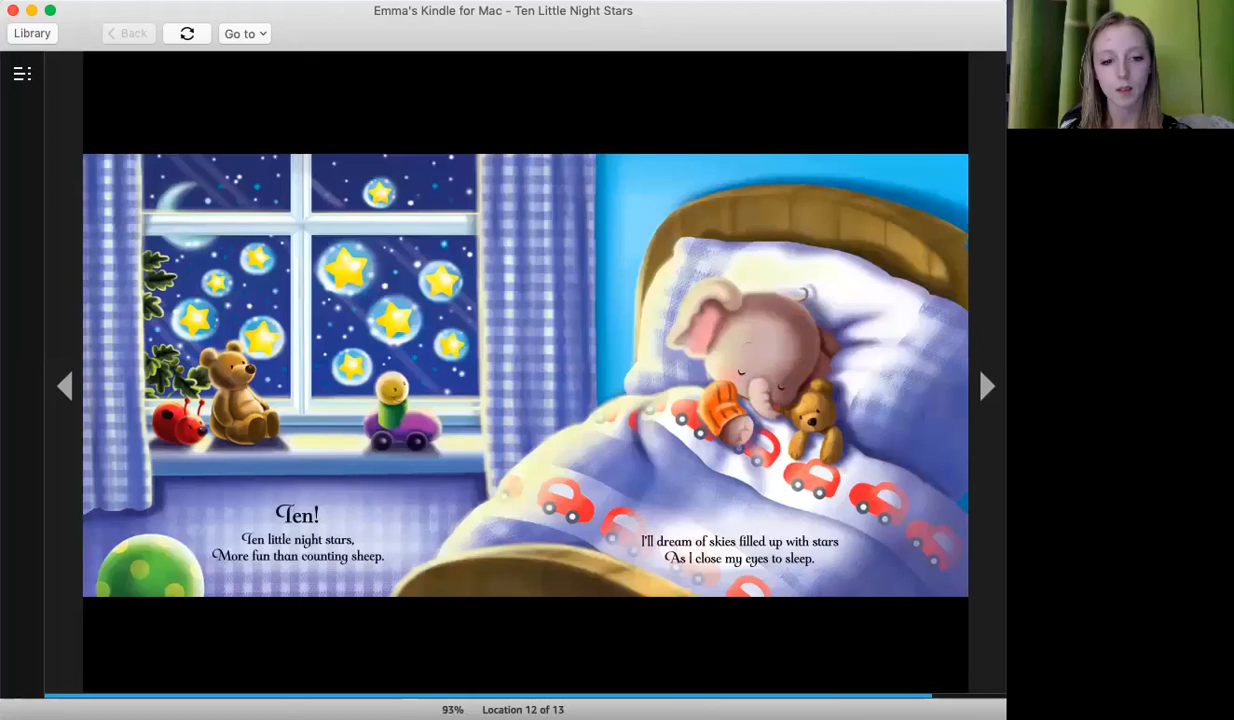 Emma's Kindle for Mac - Ten Little Night Stars
Library
Back
Go to
Ten!
Ten little night stars,
More fun than counting sheep.
I'll dream of skies filled up with stars
As I close my eyes to sleep.
93%
Location 12 of 13